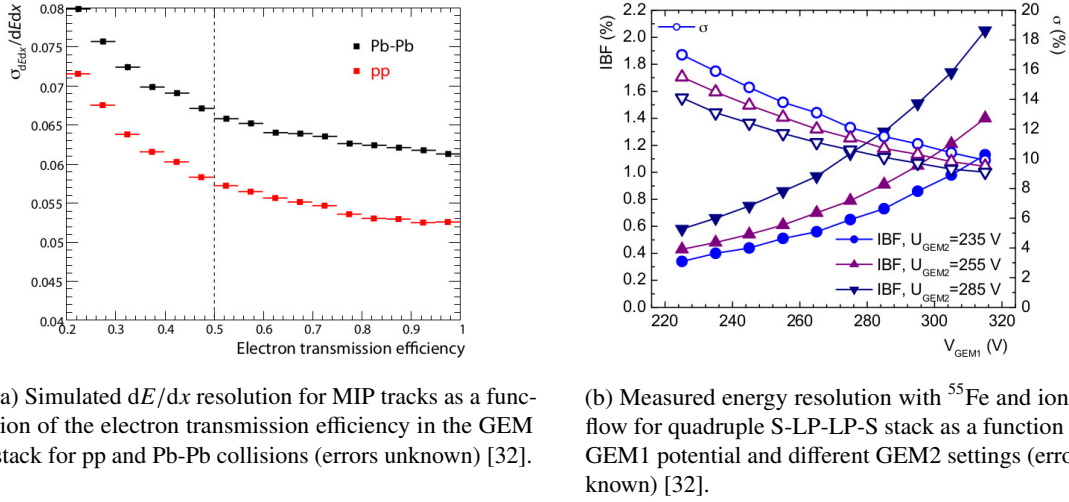 0.08
0.075
0.07
0.065
0.06
0.055
0.05
0.045
0.04
σdEdx/dEdx
Pb-Pb
pp
0.2 0.3 0.4 0.5 0.6 0.7 0.8 0.9 1
Electron transmission efficiency
a) Simulated dE/dx resolution for MIP tracks as a func-
ion of the electron transmission efficiency in the GEM
stack for pp and Pb-Pb collisions (errors unknown) [32].
2.2
2.0
1.8
1.6
1.4
1.2
1.0
0.8
0.6
0.4
0.2
0.0
IBF (%)
σ
20
18
16
14
12
10
8
6
4
2
0
σ (%)
IBF, UGEM2=235 V
IBF, UGEM2=255 V
IBF, UGEM2=285 V
220 240 260 280 300 320
VGEM1 (V)
(b) Measured energy resolution with 55Fe and ion
flow for quadruple S-LP-LP-S stack as a function
GEM1 potential and different GEM2 settings (erro
known) [32].